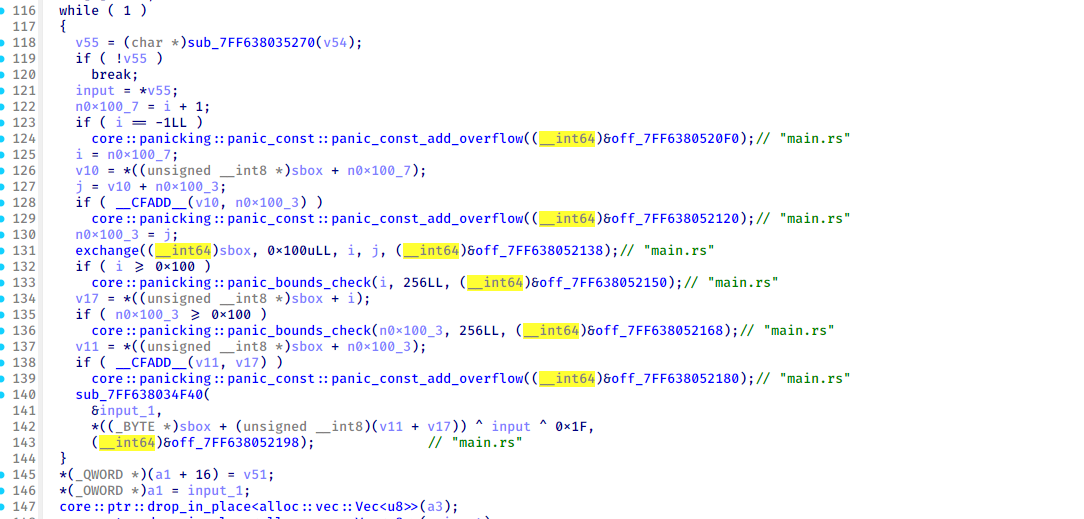 116 while ( 1 )
117 {
118 v55 = (char *)sub_7FF638035270(v54);
119 if ( !v55 )
120 break;
121 input = *v55;
122 n0×100_7 = i + 1;
123 if ( i == -1LL )
124 core::panicking::panic_const::panic_const_add_overflow((__int64)&off_7FF6380520F0);// "main.rs"
125 i = n0×100_7;
126 v10 = *((unsigned __int8 *)sbox + n0×100_7);
127 j = v10 + n0×100_3;
128 if ( __CFADD__(v10, n0×100_3) )
129 core::panicking::panic_const::panic_const_add_overflow((__int64)&off_7FF638052120);// "main.rs"
130 n0×100_3 = j;
131 exchange((__int64)sbox, 0×100uLL, i, j, (__int64)&off_7FF638052138);// "main.rs"
132 if ( i ≥ 0×100 )
133 core::panicking::panic_bounds_check(i, 256LL, (__int64)&off_7FF638052150);// "main.rs"
134 v17 = *((unsigned __int8 *)sbox + i);
135 if ( n0×100_3 ≥ 0×100 )
136 core::panicking::panic_bounds_check(n0×100_3, 256LL, (__int64)&off_7FF638052168);// "main.rs"
137 v11 = *((unsigned __int8 *)sbox + n0×100_3);
138 if ( __CFADD__(v11, v17) )
139 core::panicking::panic_const::panic_const_add_overflow((__int64)&off_7FF638052180);// "main.rs"
140 sub_7FF638034F40(
141 &input_1,
142 *((_BYTE *)sbox + (unsigned __int8)(v11 + v17)) ^ input ^ 0×1F,
143 (__int64)&off_7FF638052198); // "main.rs"
144 }
145 *(_QWORD *)(a1 + 16) = v51;
146 *(_OWORD *)a1 = input_1;
147 core::ptr::drop_in_place<alloc::vec::Vec<u8>>(a3);